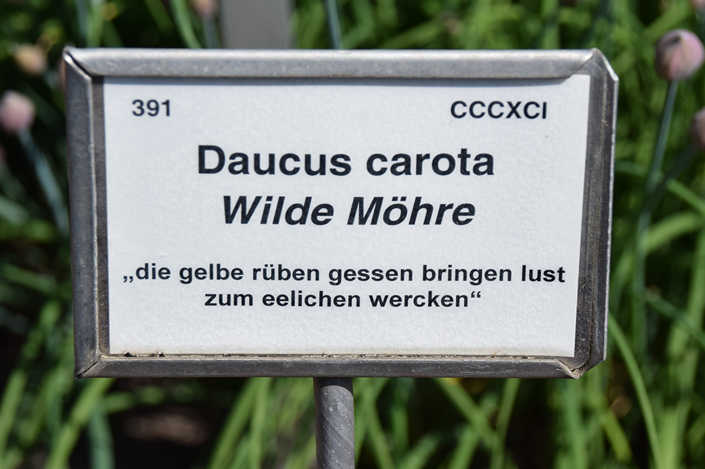 391 CCCXCI
Daucus carota
Wilde Möhre
„die gelbe rüben gessen bringen lust
zum eelichen wercken“